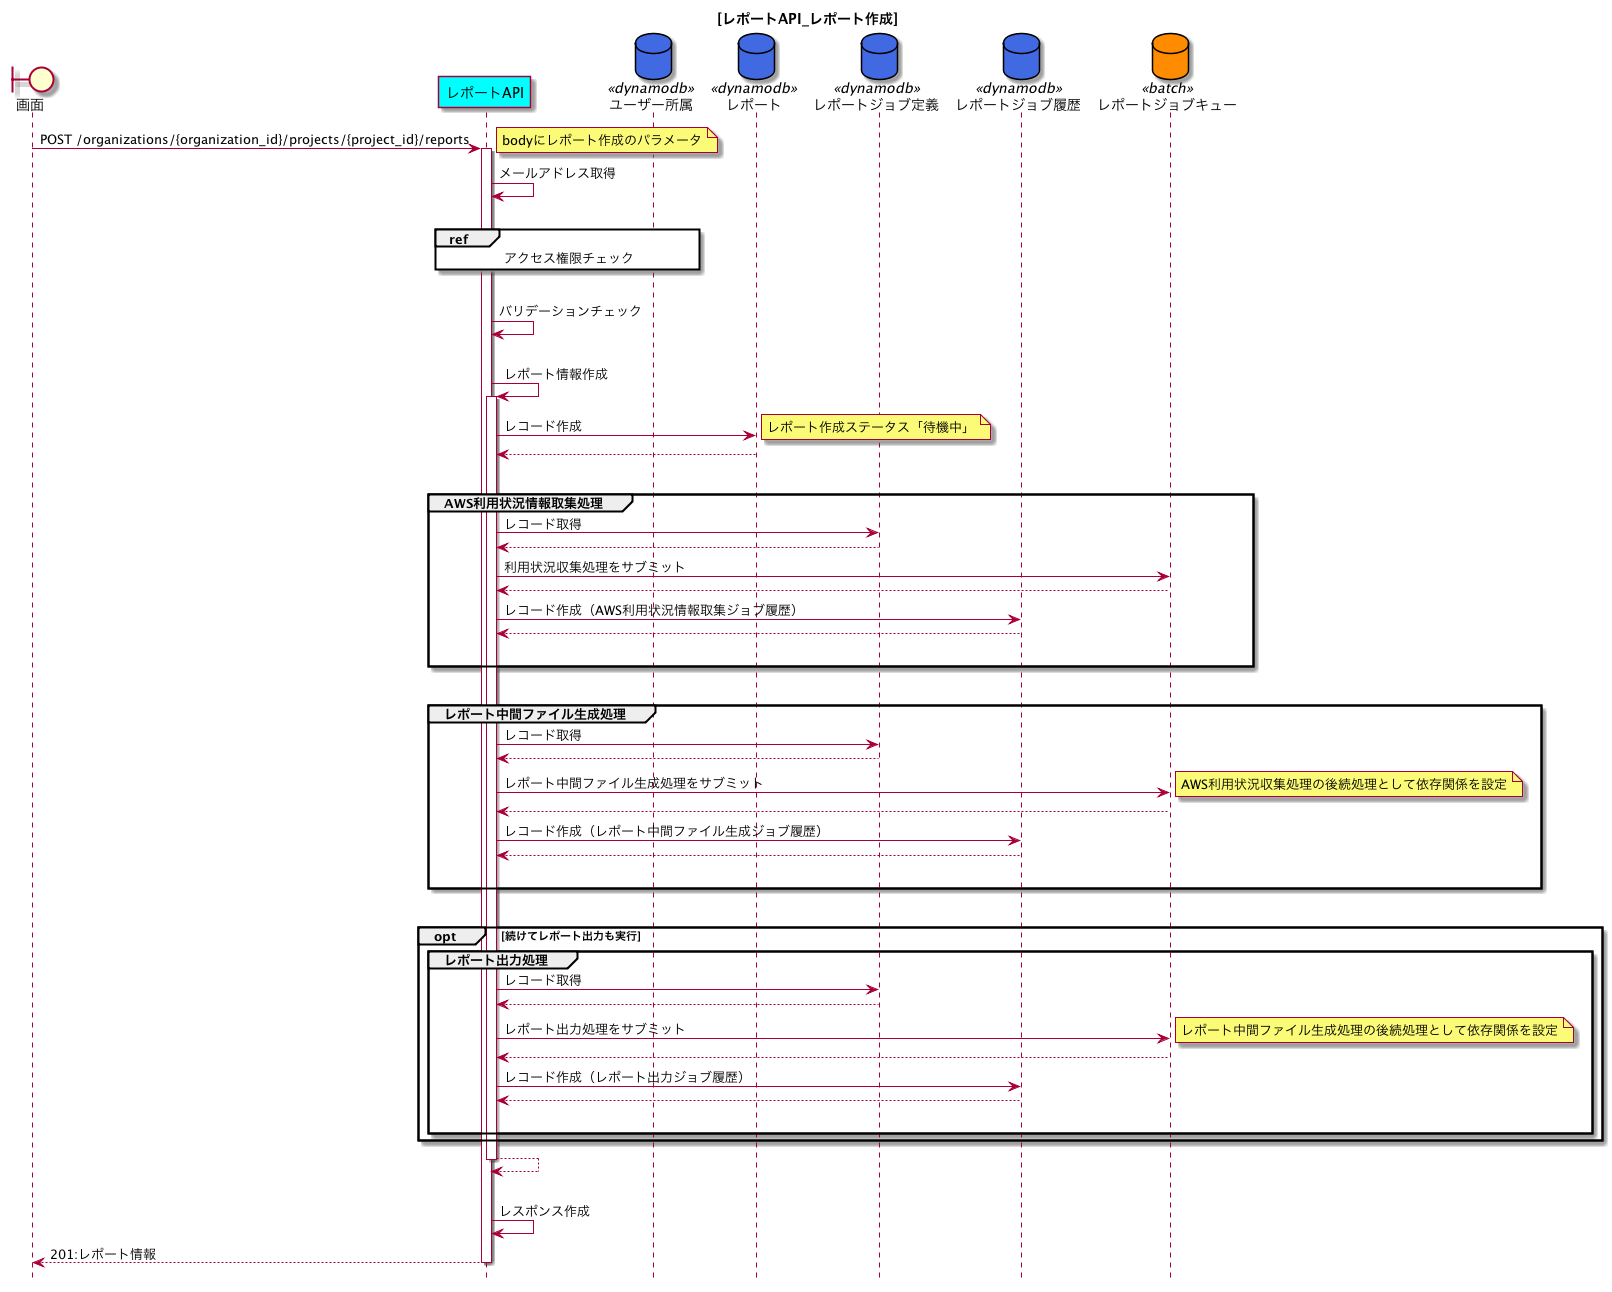 [レポートAPI_レポート作成]
画面
レポートAPI
«dynamodb»
ユーザー所属
«dynamodb»
レポート
«dynamodb»
レポートジョブ定義
«dynamodb»
レポートジョブ履歴
«batch»
レポートジョブキュー
POST /organizations/{organization_id}/projects/{project_id}/reports
bodyにレポート作成のパラメータ
メールアドレス取得
ref
アクセス権限チェック
バリデーションチェック
レポート情報作成
レコード作成
レポート作成ステータス「待機中」
AWS利用状況情報取集処理
レコード取得
利用状況収集処理をサブミット
レコード作成（AWS利用状況情報取集ジョブ履歴）
レポート中間ファイル生成処理
レコード取得
レポート中間ファイル生成処理をサブミット
AWS利用状況収集処理の後続処理として依存関係を設定
レコード作成（レポート中間ファイル生成ジョブ履歴）
opt
[続けてレポート出力も実行]
レポート出力処理
レコード取得
レポート出力処理をサブミット
レポート中間ファイル生成処理の後続処理として依存関係を設定
レコード作成（レポート出力ジョブ履歴）
レスポンス作成
201:レポート情報